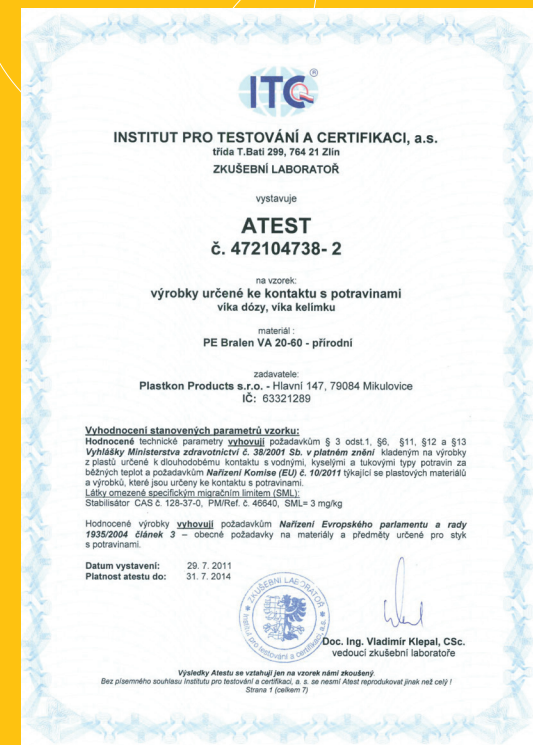 ITC®
INSTITUT PRO TESTOVÁNÍ A CERTIFIKACI, a.s.
třída T.Bati 299, 764 21 Zlín
ZKUŠEBNÍ LABORATOŘ
vystavuje
ATEST
č. 472104738- 2
na vzorek:
výrobky určené ke kontaktu s potravinami
víka dózy, víka kelímku
materiál :
PE Bralen VA 20-60 - přírodní
zadavatele:
Plastkon Products s.r.o. - Hlavní 147, 79084 Mikulovice
IČ: 63321289
Vyhodnocení stanovených parametrů vzorku:
Hodnocené technické parametry vyhovují požadavkům § 3 odst.1, §6, §11, §12 a §13
Vyhlášky Ministerstva zdravotnictví č. 38/2001 Sb. v platném znění kladeným na výrobky
z plastů určené k dlouhodobému kontaktu s vodnými, kyselými a tukovými typy potravin za
běžných teplot a požadavkům Nařízení Komise (EU) č. 10/2011 týkající se plastových materiálů
a výrobků, které jsou určeny ke kontaktu s potravinami.
Látky omezené specifickým migračním limitem (SML):
Stabilisátor CAS č. 128-37-0, PM/Ref. č. 46640, SML= 3 mg/kg
Hodnocené výrobky vyhovují požadavkům Nařízení Evropského parlamentu a rady
1935/2004 článek 3 – obecné požadavky na materiály a předměty určené pro styk
s potravinami.
Datum vystavení: 29. 7. 2011
Platnost atestu do: 31. 7. 2014
ZKUŠEBNÍ LABORATOŘ
Institut pro testování a certifikaci, a.s.
Doc. Ing. Vladimír Klepal, CSc.
vedoucí zkušební laboratoře
Výsledky Atestu se vztahují jen na vzorek námi zkoušený.
Bez písemného souhlasu Institutu pro testování a certifikaci, a. s. se nesmí Atest reprodukovat jinak než celý !
Strana 1 (celkem 7)